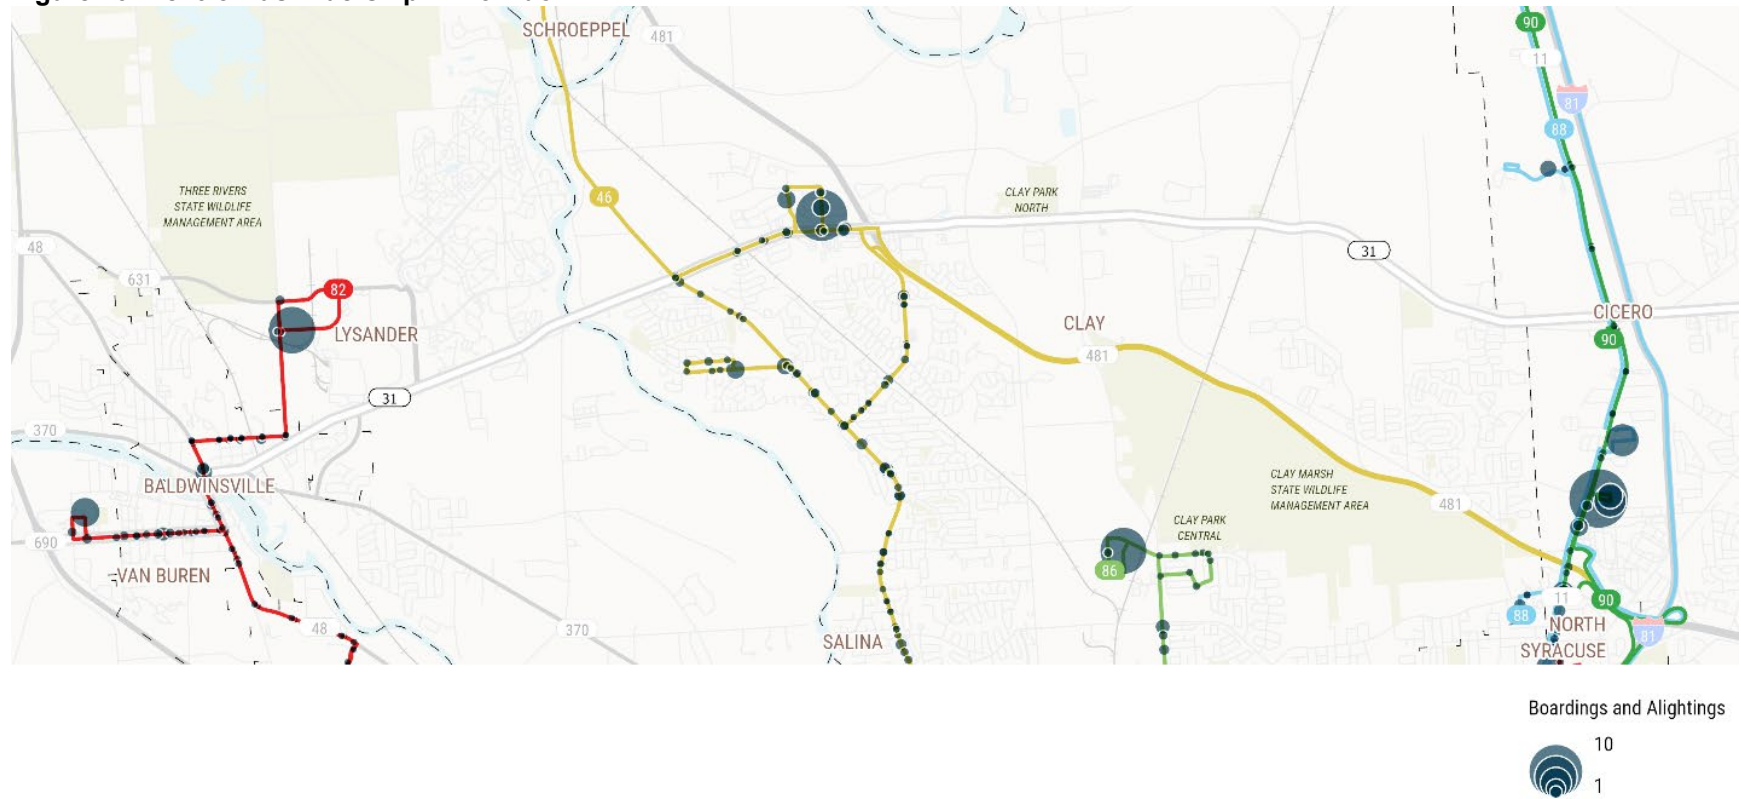 SCHROEPPEL
481
90
11
81
88
THREE RIVERS
STATE WILDLIFE
MANAGEMENT AREA
46
CLAY PARK
NORTH
48
31
631
82
LYSANDER
CLAY
CICERO
90
481
31
370
BALDWINSVILLE
CLAY MARSH
STATE WILDLIFE
MANAGEMENT AREA
481
CLAY PARK
CENTRAL
690
VAN BUREN
86
88
11
90
48
370
SALINA
NORTH
SYRACUSE
81
Boardings and Alightings
10
1